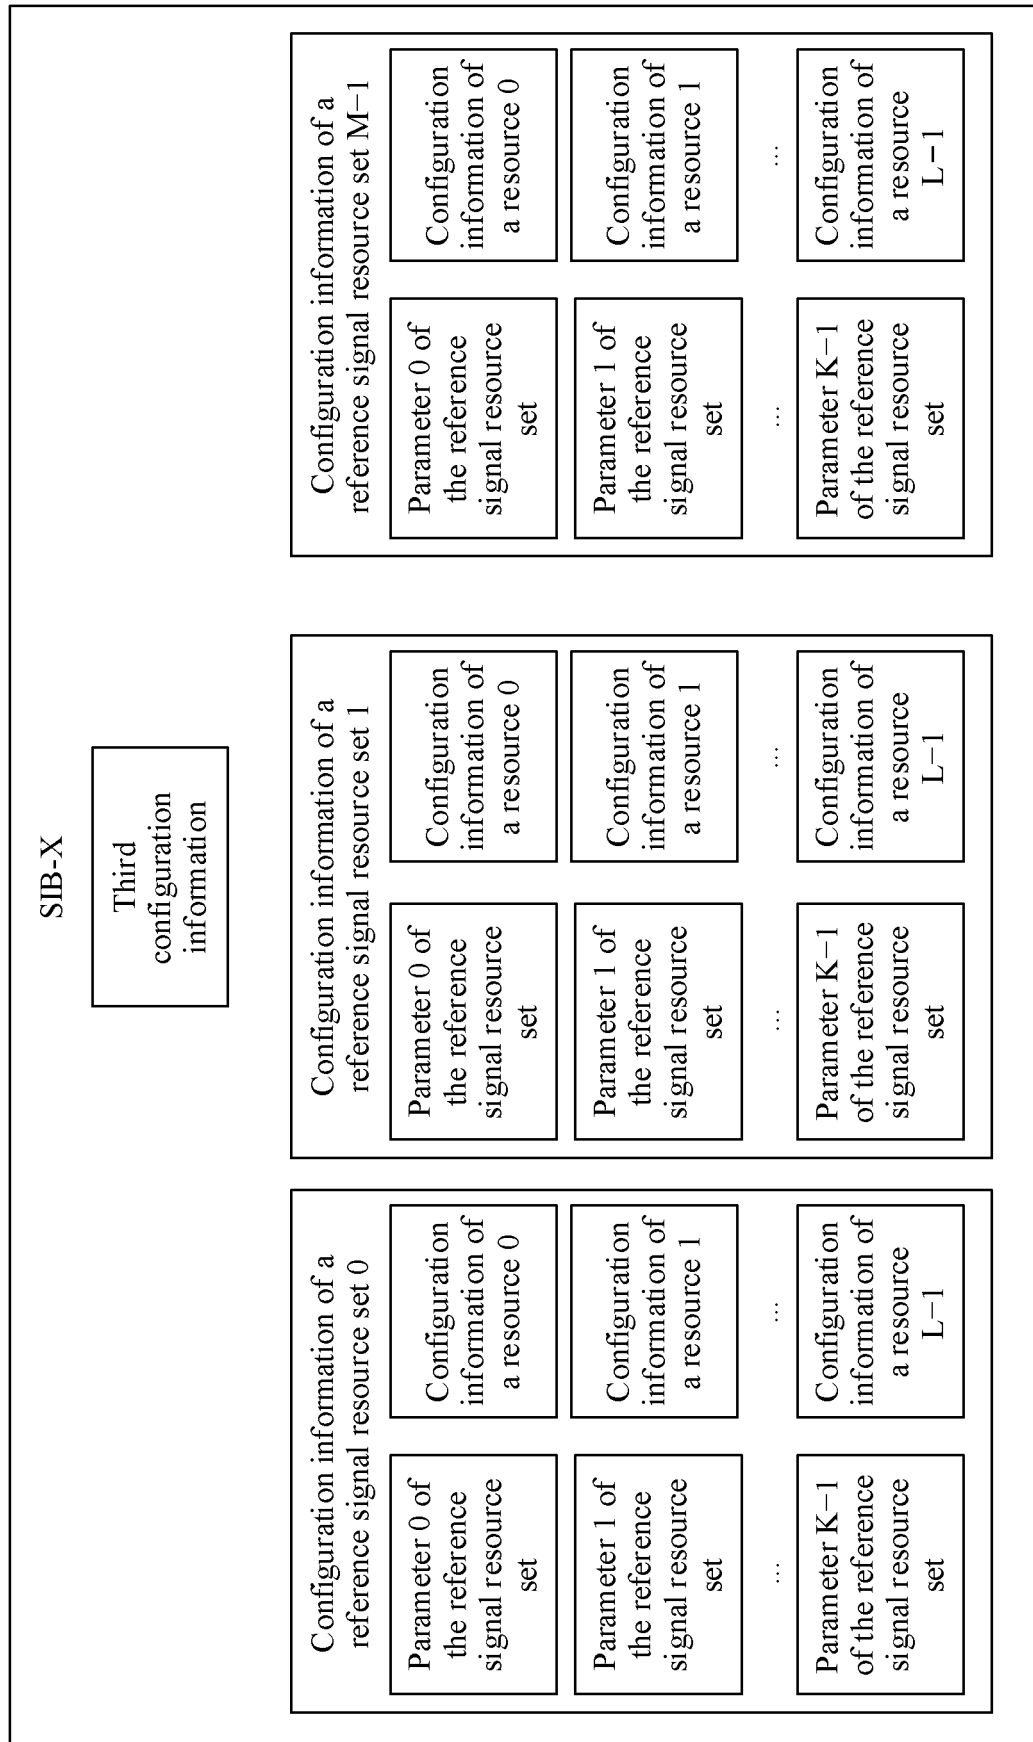 SIB-X
Third
configuration
information
Configuration information of a
reference signal resource set 0
Parameter 0 of
the reference
signal resource
set
Configuration
information of
a resource 0
Parameter 1 of
the reference
signal resource
set
Configuration
information of
a resource 1
...
...
Parameter K−1
of the reference
signal resource
set
Configuration
information of
a resource
L−1
Configuration information of a
reference signal resource set 1
Parameter 0 of
the reference
signal resource
set
Configuration
information of
a resource 0
Parameter 1 of
the reference
signal resource
set
Configuration
information of
a resource 1
...
...
Parameter K−1
of the reference
signal resource
set
Configuration
information of
a resource
L−1
Configuration information of a
reference signal resource set M−1
Parameter 0 of
the reference
signal resource
set
Configuration
information of
a resource 0
Parameter 1 of
the reference
signal resource
set
Configuration
information of
a resource 1
...
...
Parameter K−1
of the reference
signal resource
set
Configuration
information of
a resource
L−1